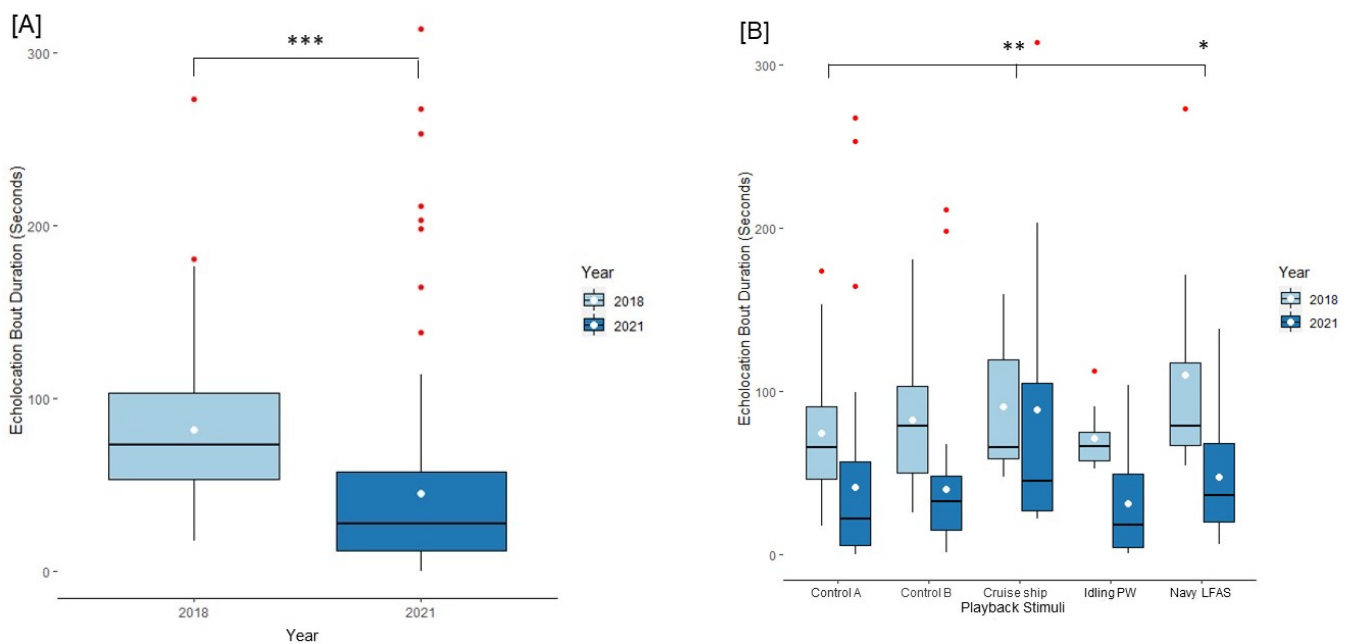 [A]
***
300
200
100
0
Echolocation Bout Duration (Seconds)
2018
2021
Year
Year
2018
2021
[B]
**
*
300
200
100
0
Echolocation Bout Duration (Seconds)
Control A
Control B
Cruise ship
Idling PW
Navy LFAS
Playback Stimuli
Year
2018
2021